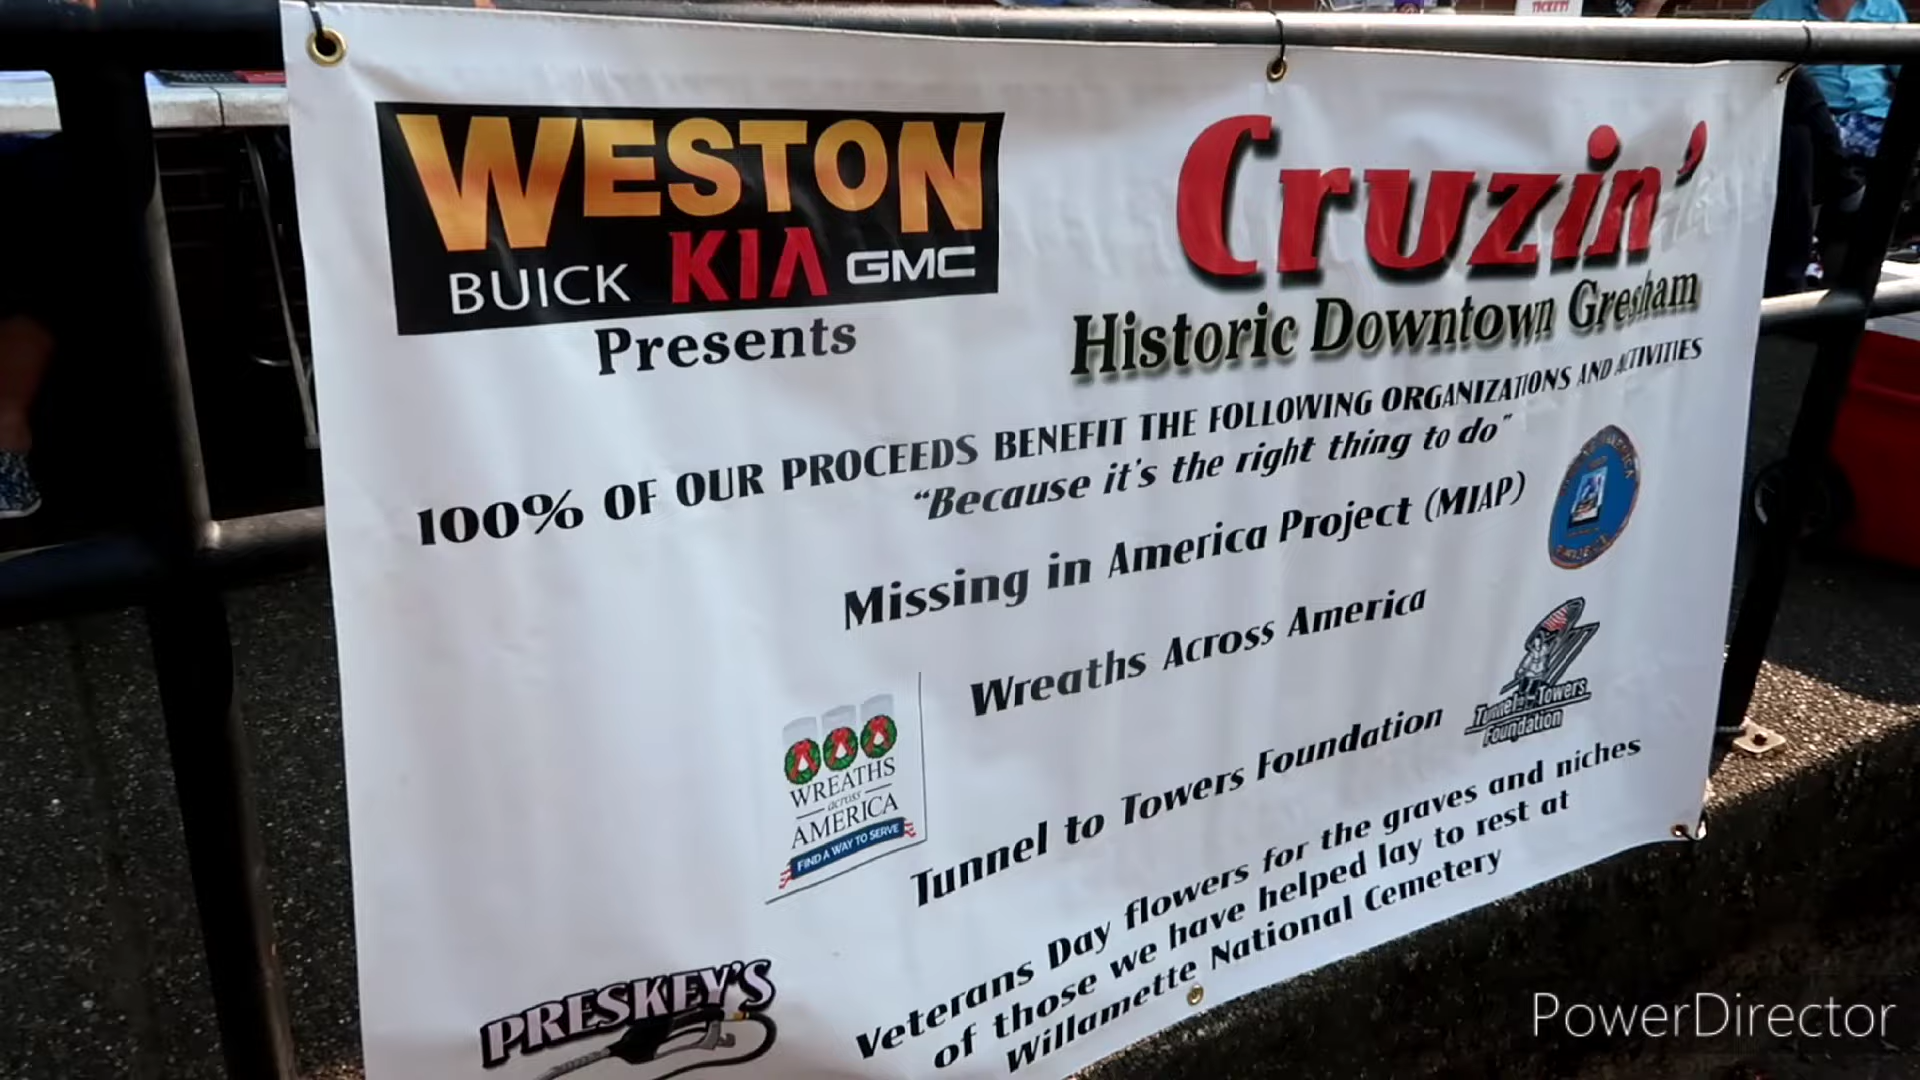 TICKETS
WESTON
BUICK KIA GMC
Presents
Cruzin'
Historic Downtown Gresham
100% OF OUR PROCEEDS BENEFIT THE FOLLOWING ORGANIZATIONS AND ACTIVITIES
"Because it's the right thing to do"
Missing in America Project (MIAP)
Wreaths Across America
WREATHS
across
AMERICA
FIND A WAY TO SERVE
Tunnel to Towers Foundation
Tunnel to Towers
Foundation
Veterans Day flowers for the graves and niches
of those we have helped lay to rest at
Willamette National Cemetery
PRESKEY'S
PowerDirector